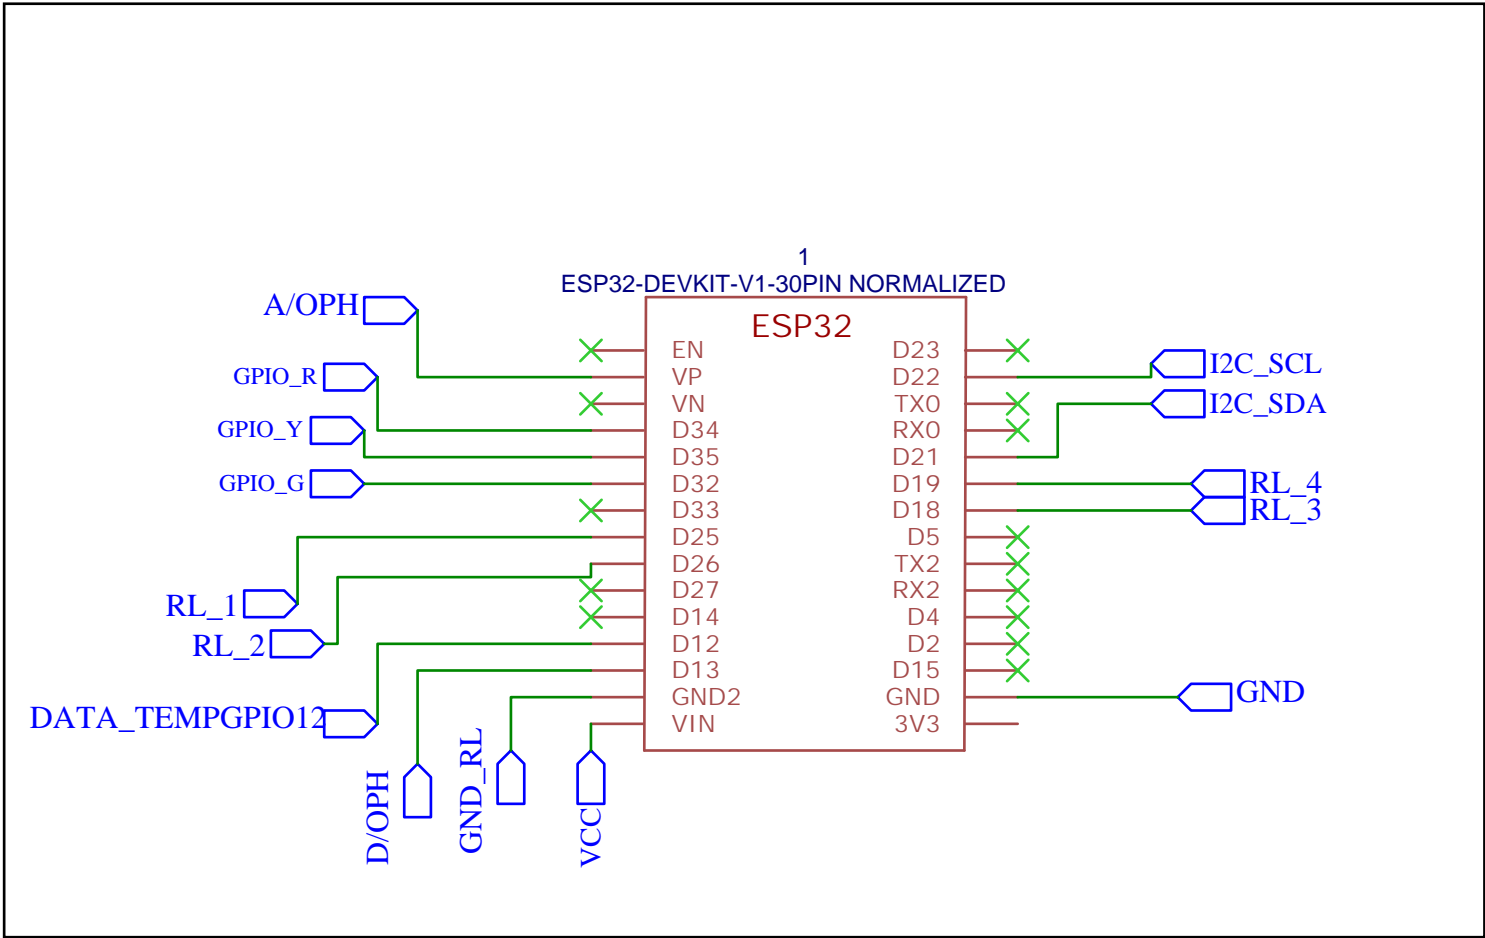 1
ESP32-DEVKIT-V1-30PIN NORMALIZED
ESP32
A/OPH
GPIO_R
GPIO_Y
GPIO_G
RL_1
RL_2
DATA_TEMPGPIO12
D/OPH
GND_RL
VCC
EN
VP
VN
D34
D35
D32
D33
D25
D26
D27
D14
D12
D13
GND2
VIN
D23
D22
TX0
RX0
D21
D19
D18
D5
TX2
RX2
D4
D2
D15
GND
3V3
I2C_SCL
I2C_SDA
RL_4
RL_3
GND